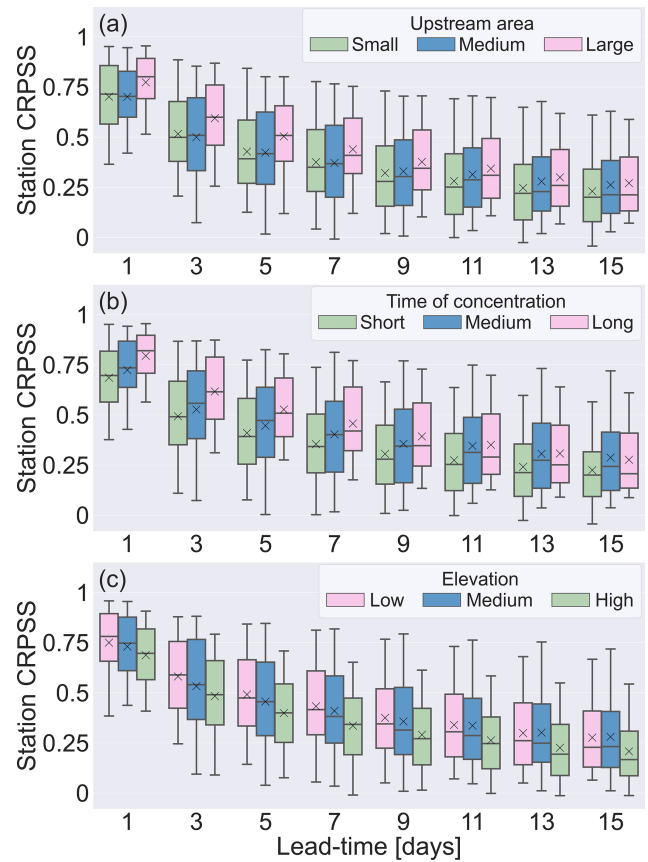 (a)
Upstream area
Small Medium Large
Station CRPSS
1
0.75
0.5
0.25
0
1 3 5 7 9 11 13 15
(b)
Time of concentration
Short Medium Long
Station CRPSS
1
0.75
0.5
0.25
0
1 3 5 7 9 11 13 15
(c)
Elevation
Low Medium High
Station CRPSS
1
0.75
0.5
0.25
0
1 3 5 7 9 11 13 15
Lead-time [days]